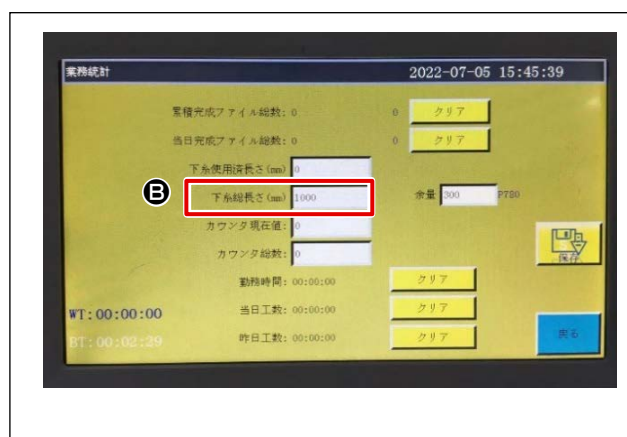 業務統計 2022-07-05 15:45:39
累積完成ファイル総数: 0 0 クリア
当日完成ファイル総数: 0 0 クリア
下糸使用済長さ(mm) 0
B 下糸総長さ(mm) 1000 余量 300 P780
カウンタ現在値: 0
カウンタ総数: 0 保存
勤務時間: 00:00:00 クリア
WT:00:00:00 当日工数: 00:00:00 クリア
BT:00:02:29 昨日工数: 00:00:00 クリア 戻る